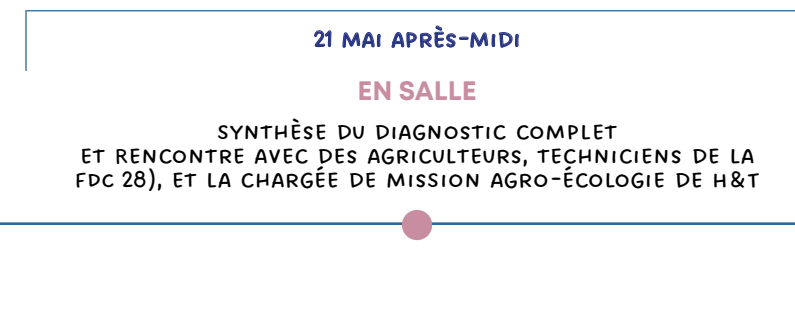 21 MAI APRÈS-MIDI
EN SALLE
SYNTHÈSE DU DIAGNOSTIC COMPLET
ET RENCONTRE AVEC DES AGRICULTEURS, TECHNICIENS DE LA
FDC 28), ET LA CHARGÉE DE MISSION AGRO-ÉCOLOGIE DE H&T